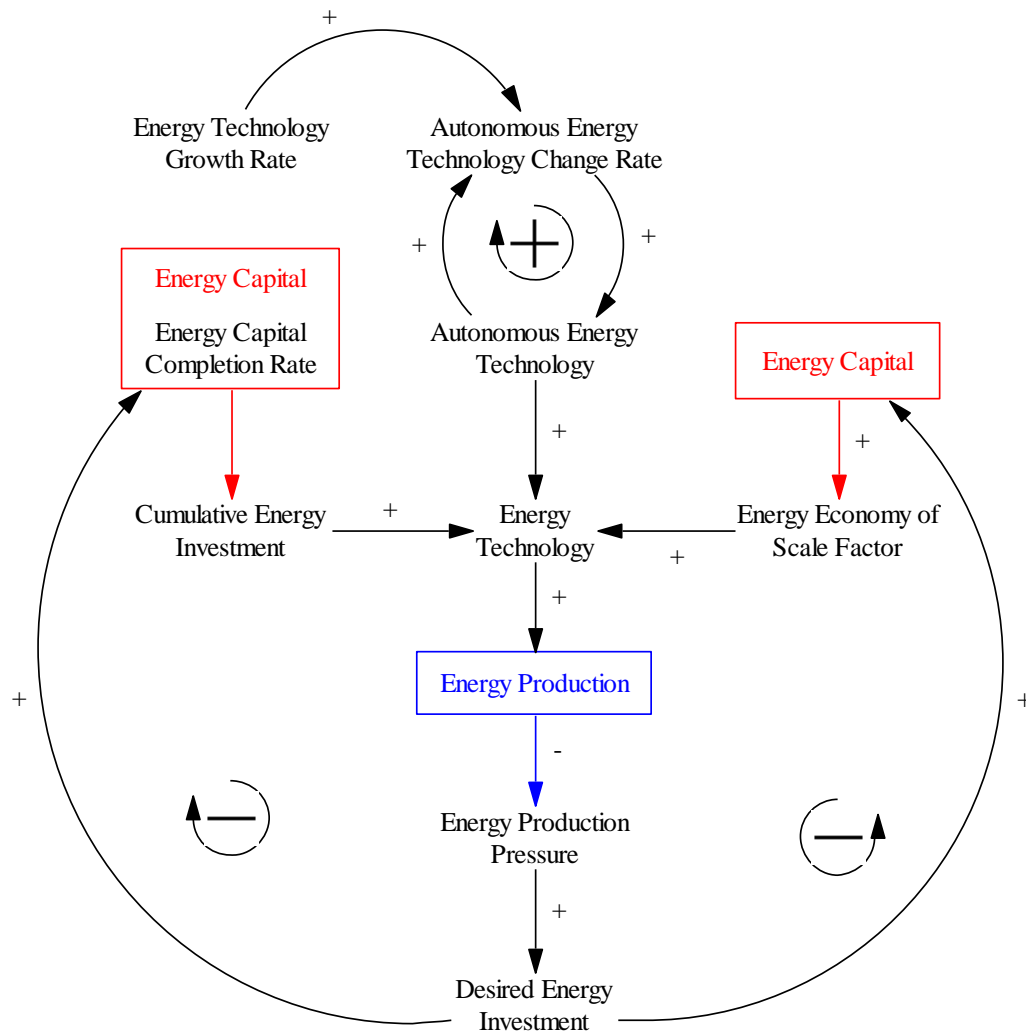 +
Energy Technology
Growth Rate
Autonomous Energy
Technology Change Rate
+
+
Energy Capital
Energy Capital
Completion Rate
Autonomous Energy
Technology
Energy Capital
+
+
Cumulative Energy
Investment
+
Energy
Technology
+
Energy Economy of
Scale Factor
+
Energy Production
+
+
-
Energy Production
Pressure
+
Desired Energy
Investment